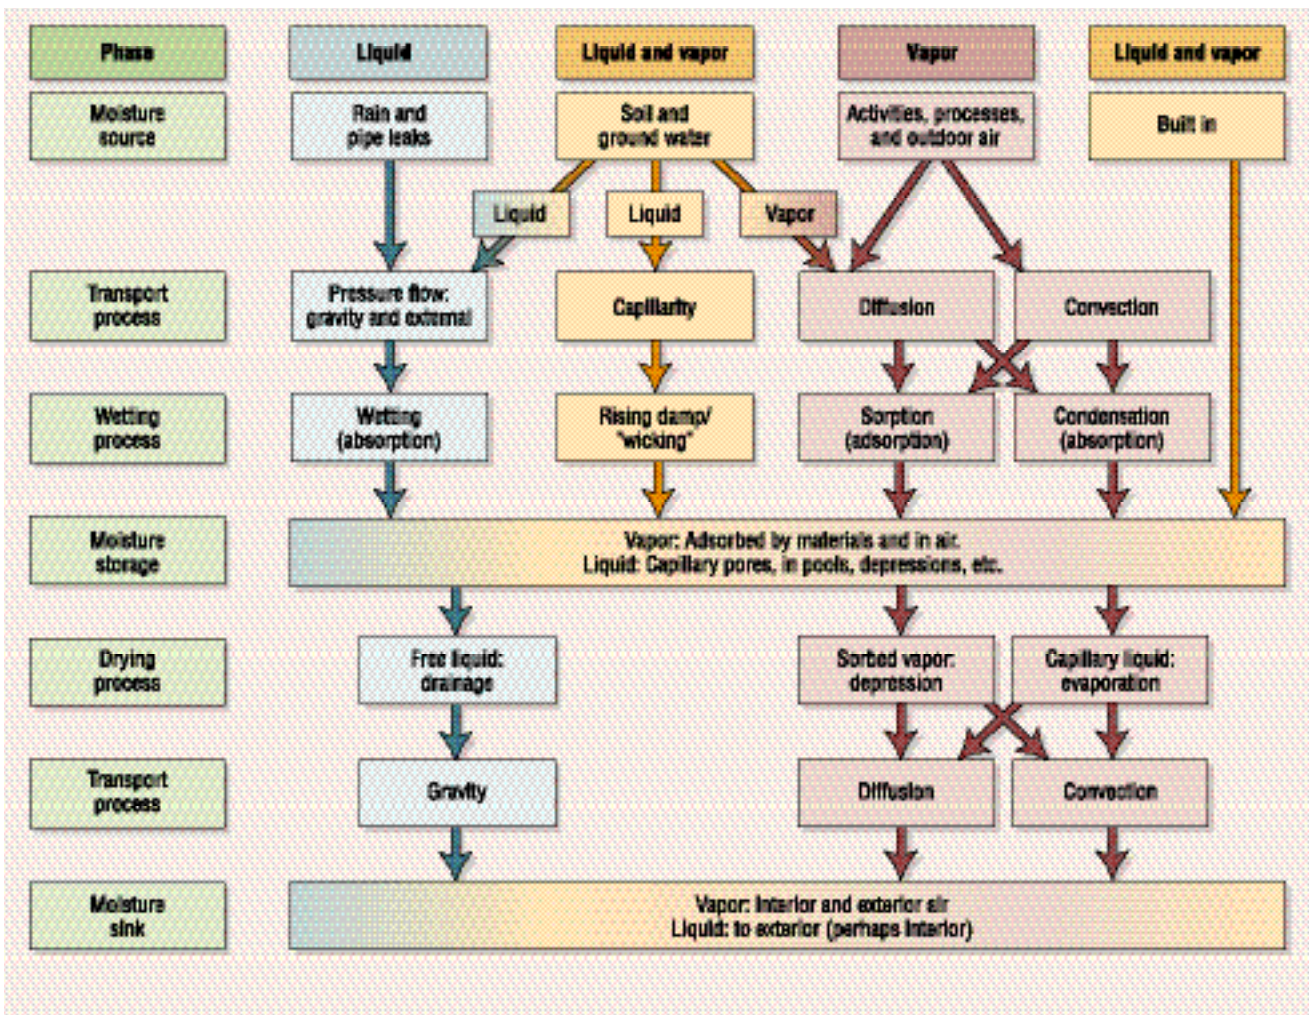 Phase
Liquid
Liquid and vapor
Vapor
Liquid and vapor
Moisture
source
Rain and
pipe leaks
Soil and
ground water
Activities, processes,
and outdoor air
Built in
Liquid
Liquid
Vapor
Transport
process
Pressure flow:
gravity and external
Capillarity
Diffusion
Convection
Wetting
process
Wetting
(absorption)
Rising damp/
"wicking"
Sorption
(adsorption)
Condensation
(absorption)
Moisture
storage
Vapor: Adsorbed by materials and in air.
Liquid: Capillary pores, in pools, depressions, etc.
Drying
process
Free liquid:
drainage
Sorbed vapor:
depression
Capillary liquid:
evaporation
Transport
process
Gravity
Diffusion
Convection
Moisture
sink
Vapor: Interior and exterior air
Liquid: to exterior (perhaps interior)